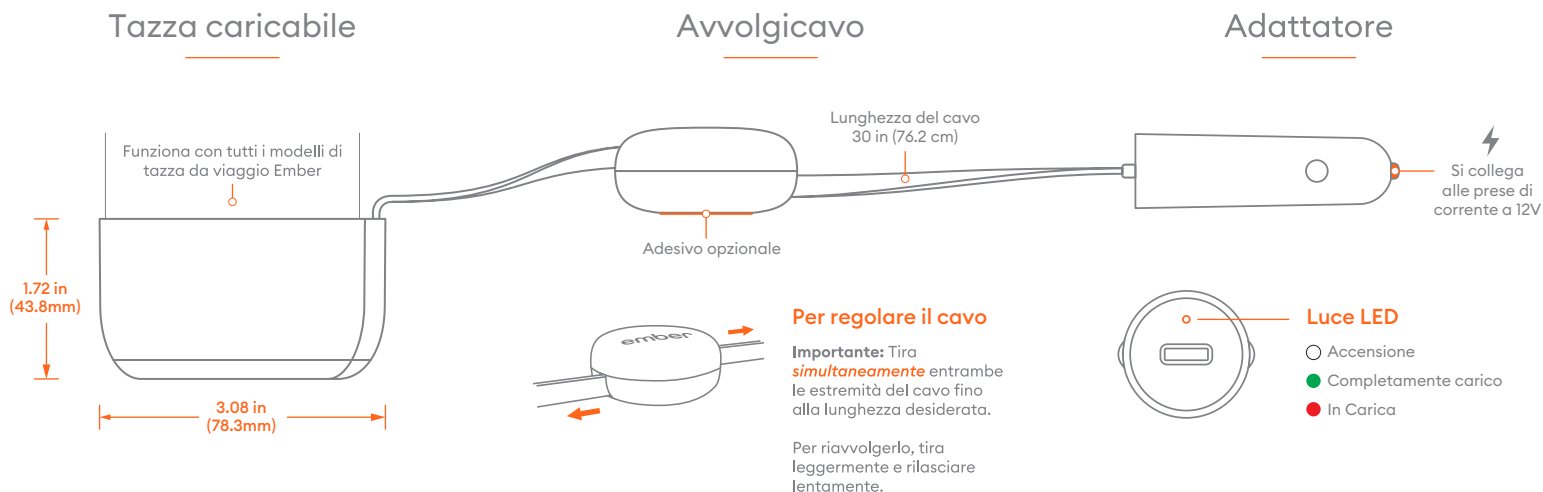 Tazza caricabile
Avvolgicavo
Adattatore
Funziona con tutti i modelli di
tazza da viaggio Ember
Lunghezza del cavo
30 in (76.2 cm)
Si collega
alle prese di
corrente a 12V
Adesivo opzionale
1.72 in
(43.8mm)
3.08 in
(78.3mm)
ember
Per regolare il cavo
Importante: Tira
simultaneamente entrambe
le estremità del cavo fino
alla lunghezza desiderata.
Per riavvolgerlo, tira
leggermente e rilasciare
lentamente.
Luce LED
Accensione
Completamente carico
In Carica